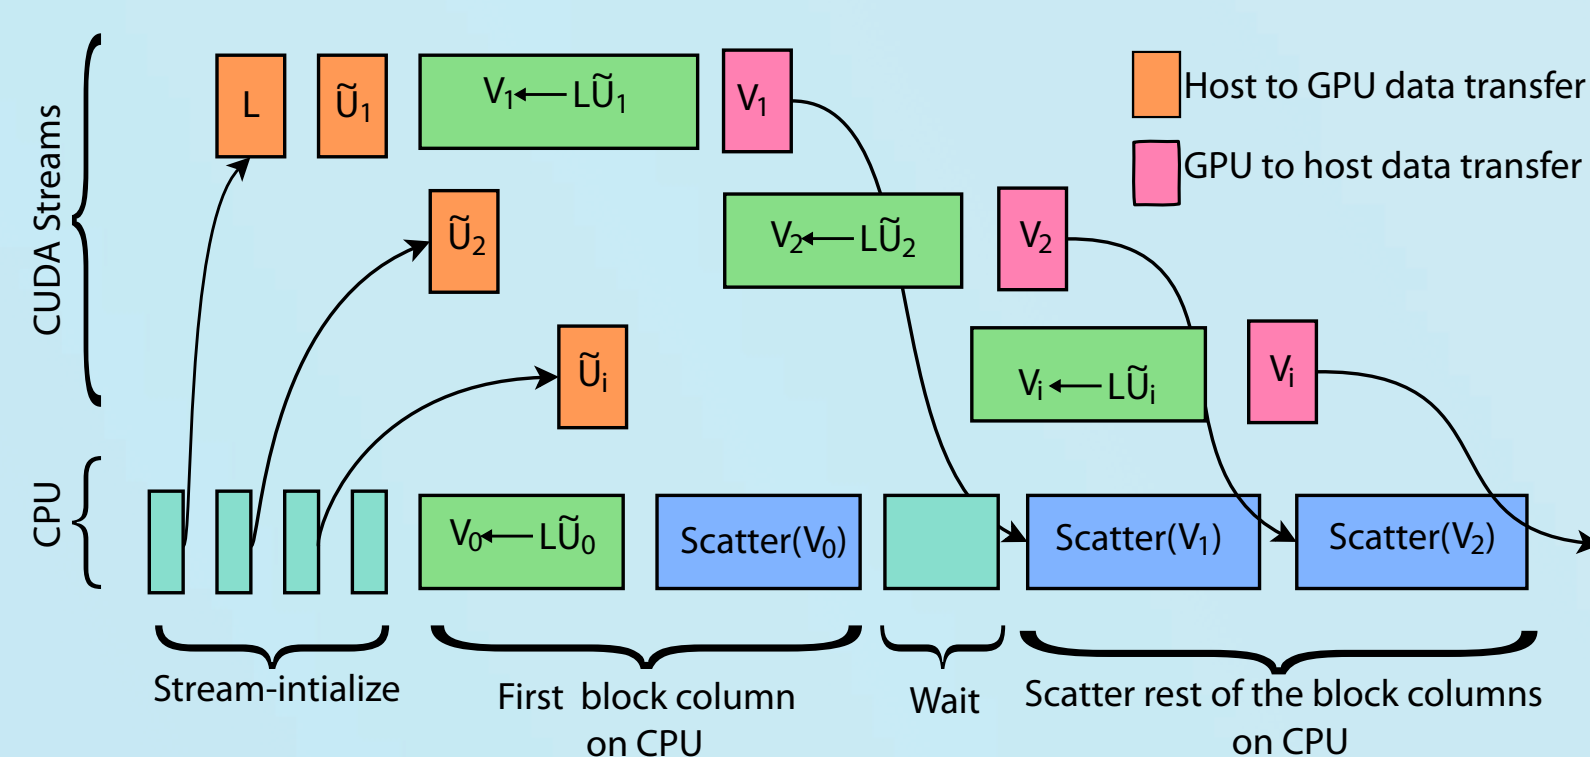 CUDA Streams
L
Ũ₁
V₁←LŨ₁
V₁
Host to GPU data transfer
GPU to host data transfer
Ũ₂
V₂←LŨ₂
V₂
Ũᵢ
Vᵢ←LŨᵢ
Vᵢ
CPU
V₀←LŨ₀
Scatter(V₀)
Scatter(V₁)
Scatter(V₂)
Stream-intialize
First block column
on CPU
Wait
Scatter rest of the block columns
on CPU